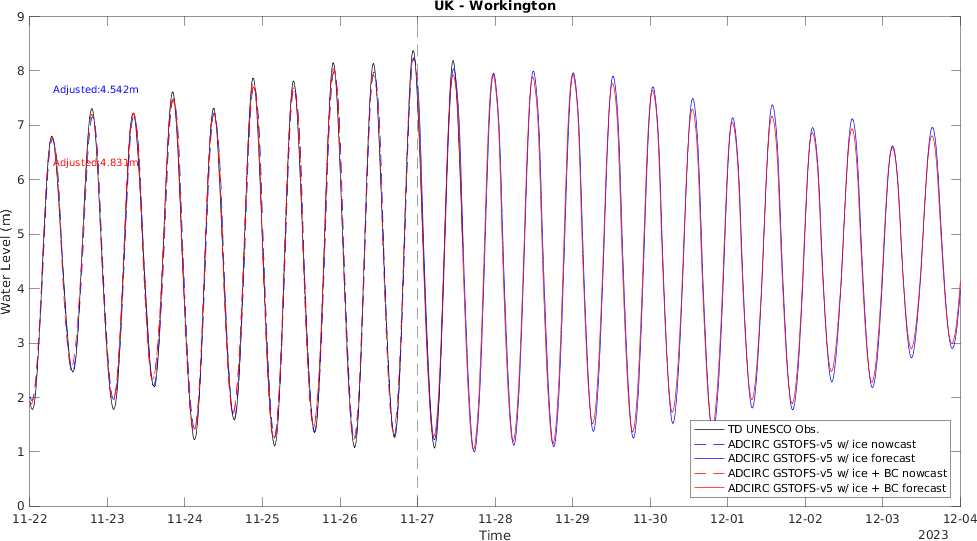 UK - Workington
9
8
7
6
5
4
3
2
1
0
Water Level (m)
Adjusted:4.542m
Adjusted:4.831m
TD UNESCO Obs.
ADCIRC GSTOFS-v5 w/ ice nowcast
ADCIRC GSTOFS-v5 w/ ice forecast
ADCIRC GSTOFS-v5 w/ ice + BC nowcast
ADCIRC GSTOFS-v5 w/ ice + BC forecast
11-22 11-23 11-24 11-25 11-26 11-27 11-28 11-29 11-30 12-01 12-02 12-03 12-04
Time
2023